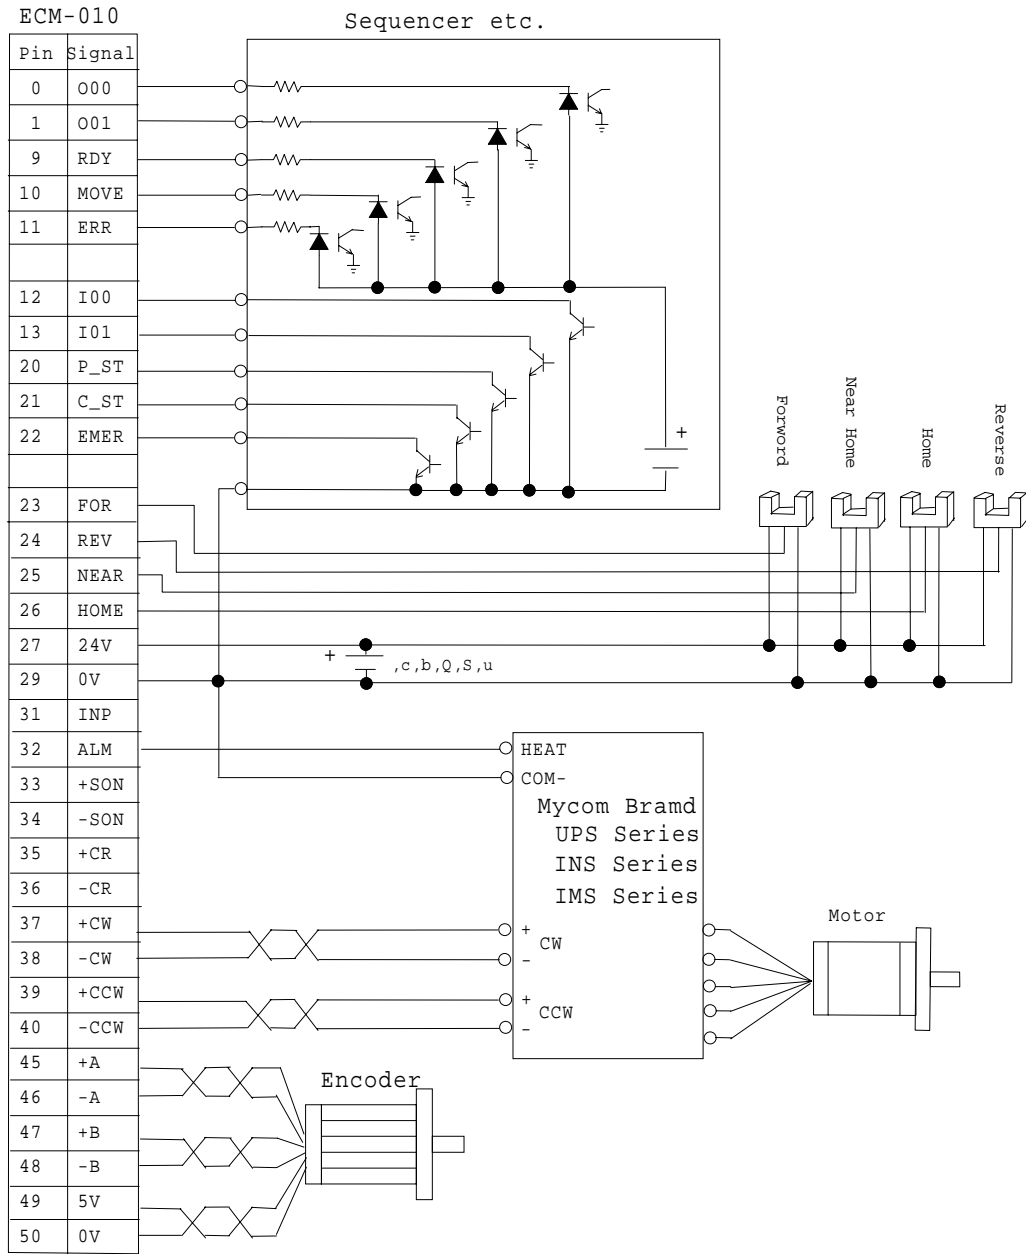 ECM-010
Sequencer etc.
Pin Signal
0 O00
1 O01
9 RDY
10 MOVE
11 ERR
12 I00
13 I01
20 P_ST
21 C_ST
22 EMER
+
Forword
Near Home
Home
Reverse
23 FOR
24 REV
25 NEAR
26 HOME
27 24V
+ ,c,b,Q,S,u
29 0V
31 INP
32 ALM
HEAT
33 +SON
COM-
Mycom Bramd
UPS Series
INS Series
IMS Series
34 -SON
35 +CR
36 -CR
37 +CW
+
CW
-
Motor
38 -CW
39 +CCW
+
CCW
-
40 -CCW
45 +A
Encoder
46 -A
47 +B
48 -B
49 5V
50 0V